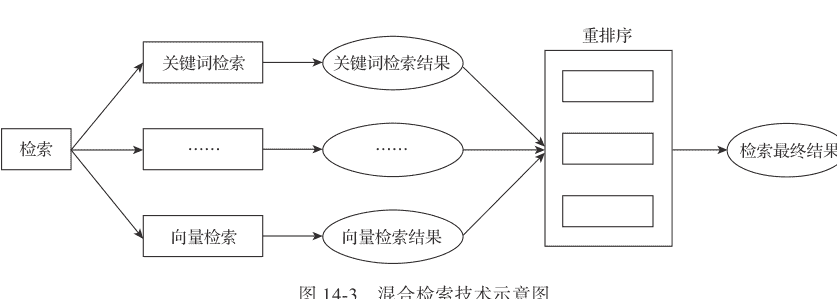 重排序
关键词检索
关键词检索结果
检索
……
……
检索最终结果
向量检索
向量检索结果
图 14-3 混合检索技术示意图